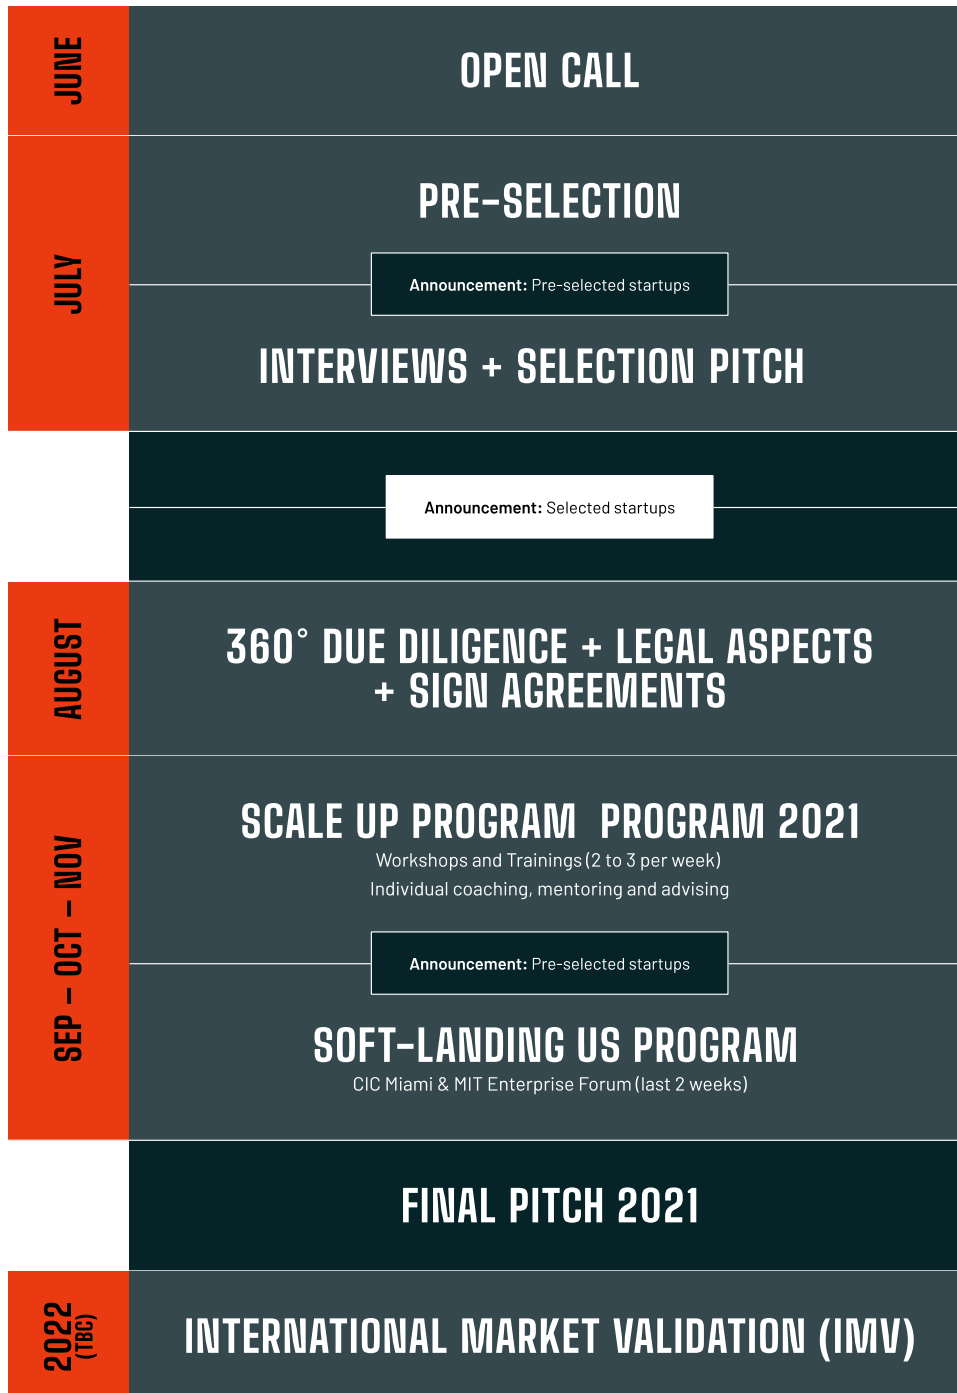 JUNE
OPEN CALL
JULY
PRE-SELECTION
Announcement: Pre-selected startups
INTERVIEWS + SELECTION PITCH
Announcement: Selected startups
AUGUST
360° DUE DILIGENCE + LEGAL ASPECTS
+ SIGN AGREEMENTS
SEP - OCT - NOV
SCALE UP PROGRAM  PROGRAM 2021
Workshops and Trainings (2 to 3 per week)
Individual coaching, mentoring and advising
Announcement: Pre-selected startups
SOFT-LANDING US PROGRAM
CIC Miami & MIT Enterprise Forum (last 2 weeks)
FINAL PITCH 2021
2022
(TBC)
INTERNATIONAL MARKET VALIDATION (IMV)